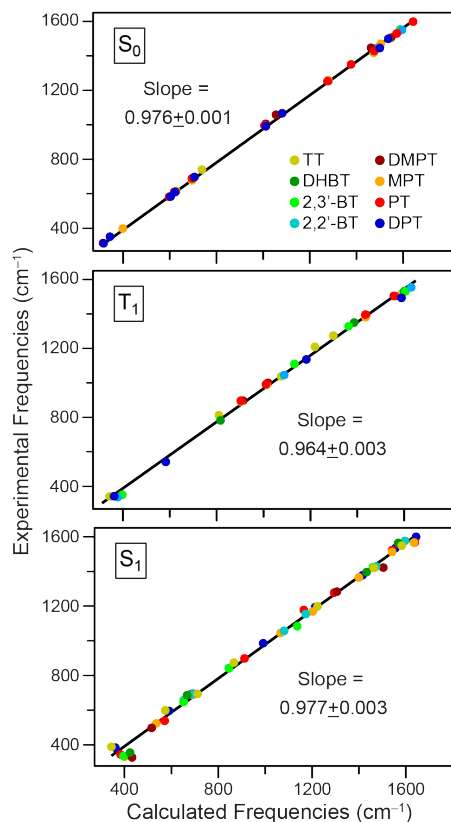 1600
S₀
Slope =
0.976±0.001
1200
TT
DMPT
DHBT
MPT
2,3'-BT
PT
2,2'-BT
DPT
800
400
Experimental Frequencies (cm⁻¹)
1600
T₁
1200
Slope =
0.964±0.003
800
400
1600
S₁
1200
Slope =
0.977±0.003
800
400
400 800 1200 1600
Calculated Frequencies (cm⁻¹)